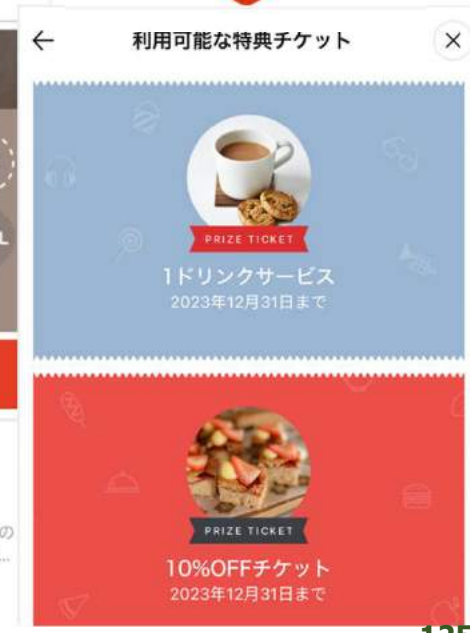 利用可能な特典チケット
PRIZE TICKET
1ドリンクサービス
2023年12月31日まで
PRIZE TICKET
10%OFFチケット
2023年12月31日まで
L
の
...